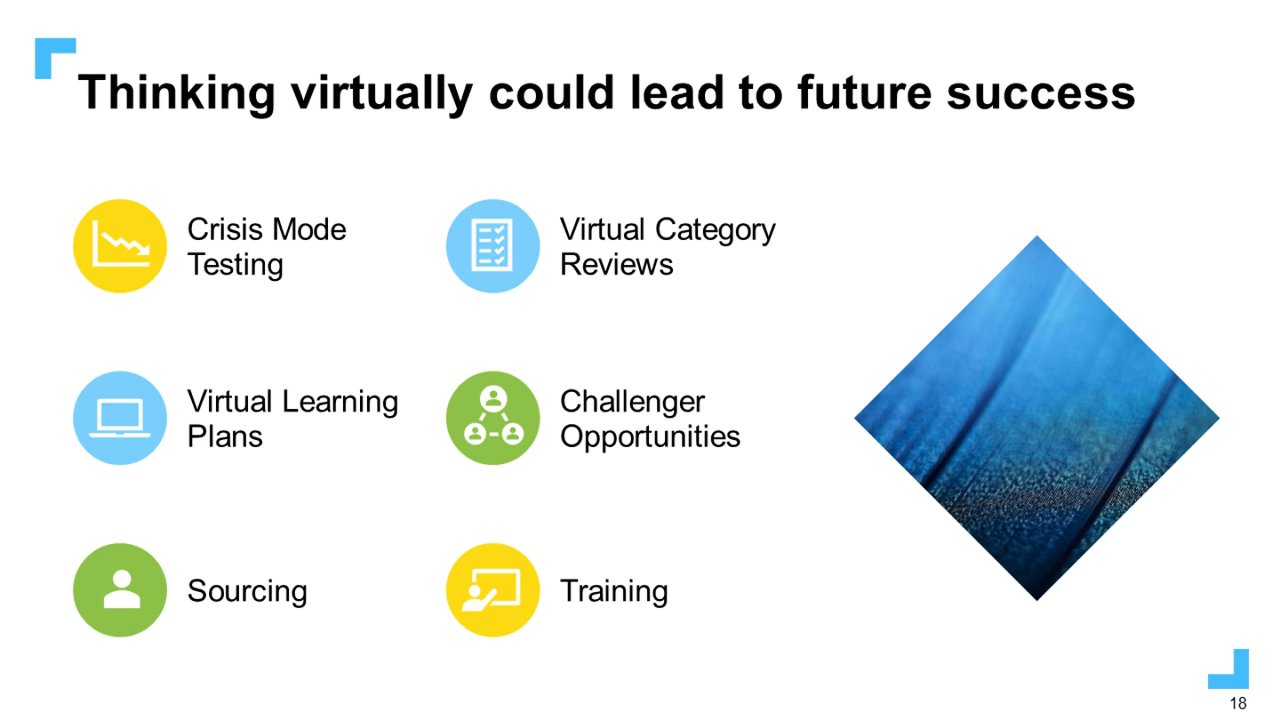 Thinking virtually could lead to future success
Crisis Mode
Testing
Virtual Category
Reviews
Virtual Learning
Plans
Challenger
Opportunities
Sourcing
Training
18